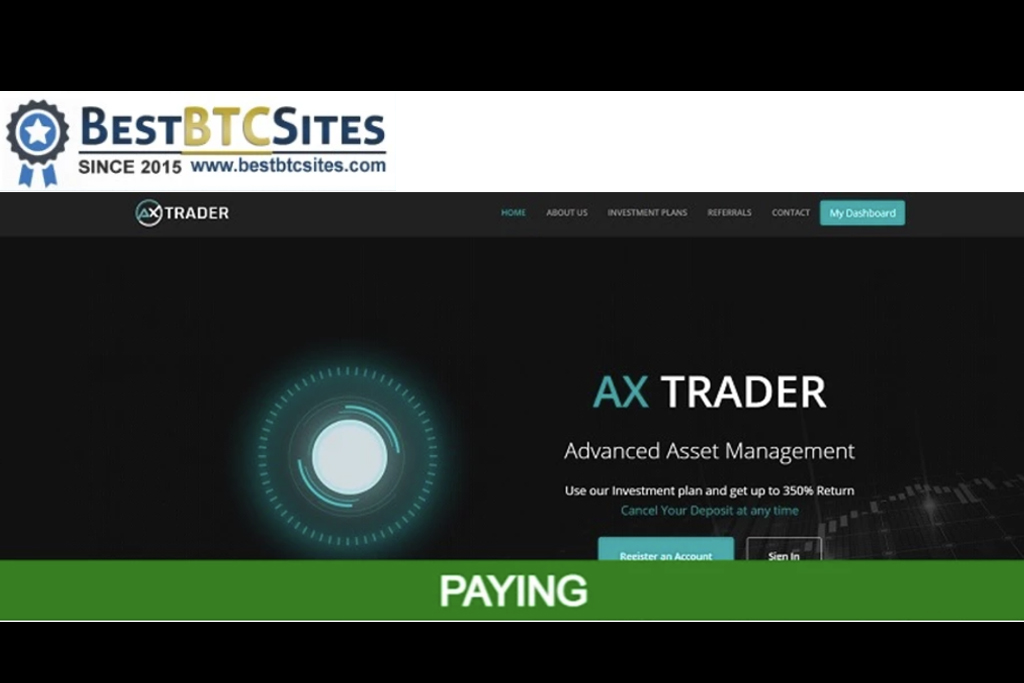 BESTBTCSITES
SINCE 2015 www.bestbtcsites.com
AX TRADER
HOME ABOUT US INVESTMENT PLANS REFERRALS CONTACT My Dashboard
AX TRADER
Advanced Asset Management
Use our Investment plan and get up to 350% Return
Cancel Your Deposit at any time
Register an Account Sign In
PAYING